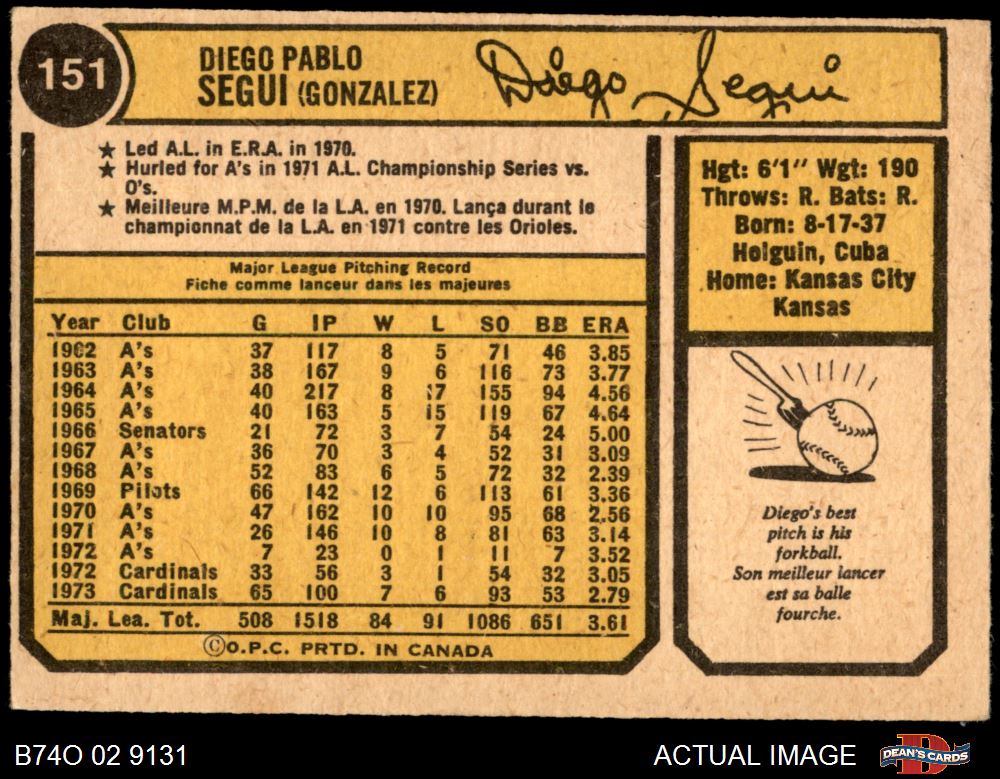 151
DIEGO PABLO
SEGUI (GONZALEZ)
Diego Segui
★ Led A.L. in E.R.A. in 1970.
★ Hurled for A's in 1971 A.L. Championship Series vs.
O's.
★ Meilleure M.P.M. de la L.A. en 1970. Lança durant le
championnat de la L.A. en 1971 contre les Orioles.
Hgt: 6'1" Wgt: 190
Throws: R. Bats: R.
Born: 8-17-37
Holguin, Cuba
Home: Kansas City
Kansas
Major League Pitching Record
Fiche comme lanceur dans les majeures
Year Club G IP W L SO BB ERA
1962 A's 37 117 8 5 71 46 3.85
1963 A's 38 167 9 6 116 73 3.77
1964 A's 40 217 8 17 155 94 4.56
1965 A's 40 163 5 15 119 67 4.64
1966 Senators 21 72 3 7 54 24 5.00
1967 A's 36 70 3 4 52 31 3.09
1968 A's 52 83 6 5 72 32 2.39
1969 Pilots 66 142 12 6 113 61 3.36
1970 A's 47 162 10 10 95 68 2.56
1971 A's 26 146 10 8 81 63 3.14
1972 A's 7 23 0 1 11 7 3.52
1972 Cardinals 33 56 3 1 54 32 3.05
1973 Cardinals 65 100 7 6 93 53 2.79
Maj. Lea. Tot. 508 1518 84 91 1086 651 3.61
©O.P.C. PRTD. IN CANADA
Diego's best
pitch is his
forkball.
Son meilleur lancer
est sa balle
fourche.
B74O 02 9131
ACTUAL IMAGE
DEAN'S CARDS